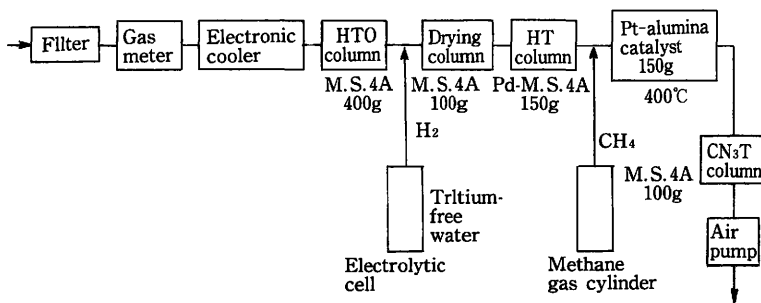 Filter
Gas
meter
Electronic
cooler
HTO
column
M.S.4A
400g
Drying
column
M.S.4A
100g
HT
column
Pd-M.S.4A
150g
Pt-alumina
catalyst
150g
400℃
H₂
CH₄
CN₃T
column
M.S.4A
100g
Trltium-
free
water
Electrolytic
cell
Methane
gas cylinder
Air
pump